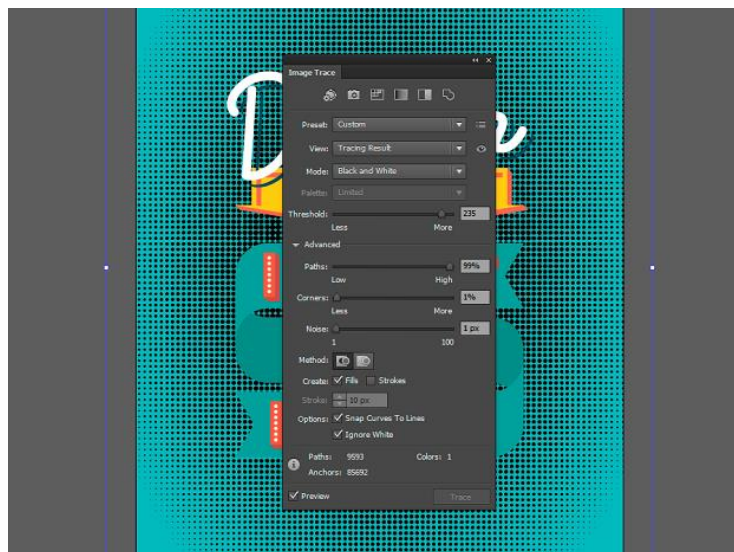 Image Trace
Preset: Custom
View: Tracing Result
Mode: Black and White
Palette: Limited
Threshold: 235
Less More
Advanced
Paths: 99%
Low High
Corners: 1%
Less More
Noise: 1 px
1 100
Method:
Create: Fills Strokes
Stroke: 10 px
Options: Snap Curves To Lines
Ignore White
Paths: 9593 Colors: 1
Anchors: 85692
Preview Trace